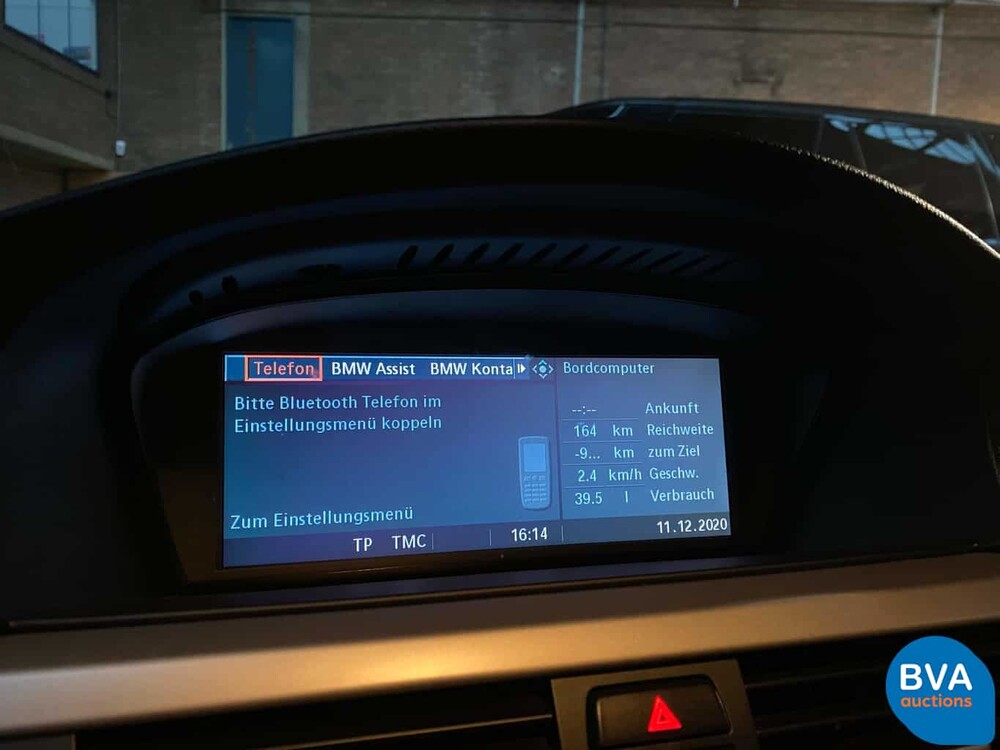 Telefon BMW Assist BMW Konta
Bitte Bluetooth Telefon im
Einstellungsmenü koppeln
Zum Einstellungsmenü
TP TMC 16:14 11.12.2020
Bordcomputer
--:-- Ankunft
164 km Reichweite
-9... km zum Ziel
2.4 km/h Geschw.
39.5 l Verbrauch
BVA
auctions